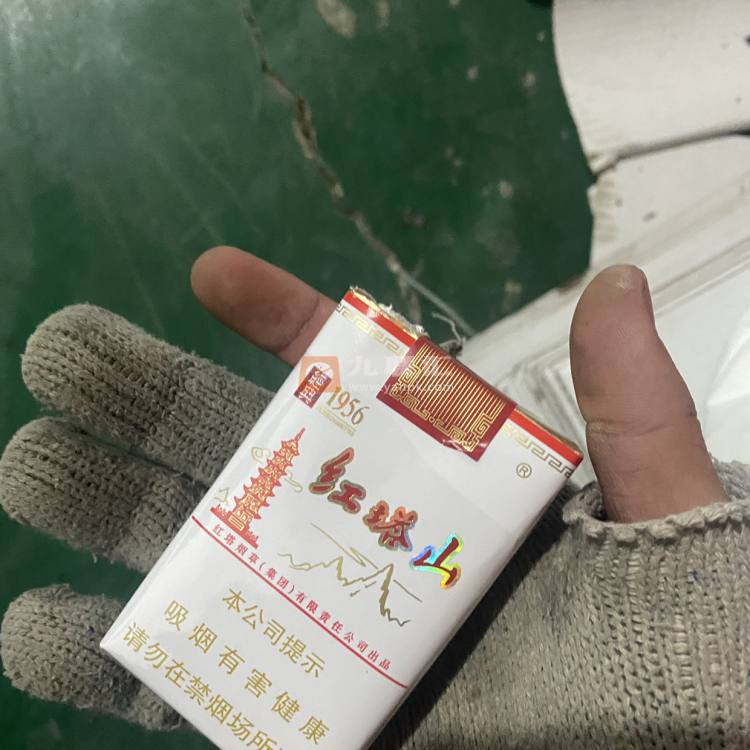 经典
1956
®
红塔山
红塔烟草(集团)有限责任公司出品
本公司提示
吸烟有害健康
请勿在禁烟场所